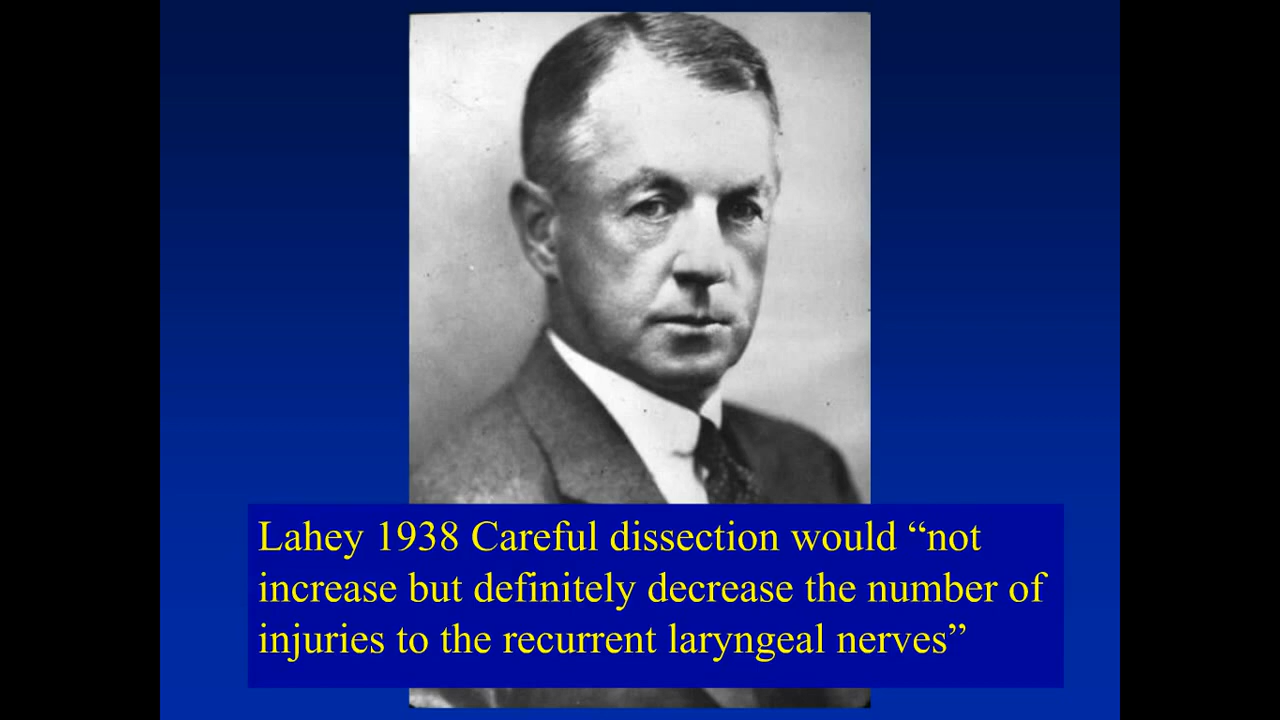 Lahey 1938 Careful dissection would “not
increase but definitely decrease the number of
injuries to the recurrent laryngeal nerves”